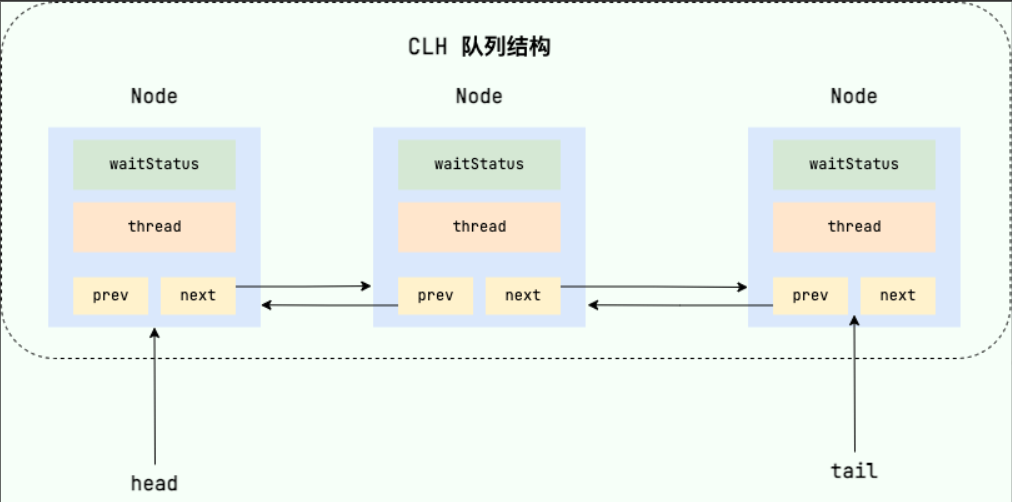 CLH 队列结构
Node Node Node
waitStatus waitStatus waitStatus
thread thread thread
prev next prev next prev next
head tail